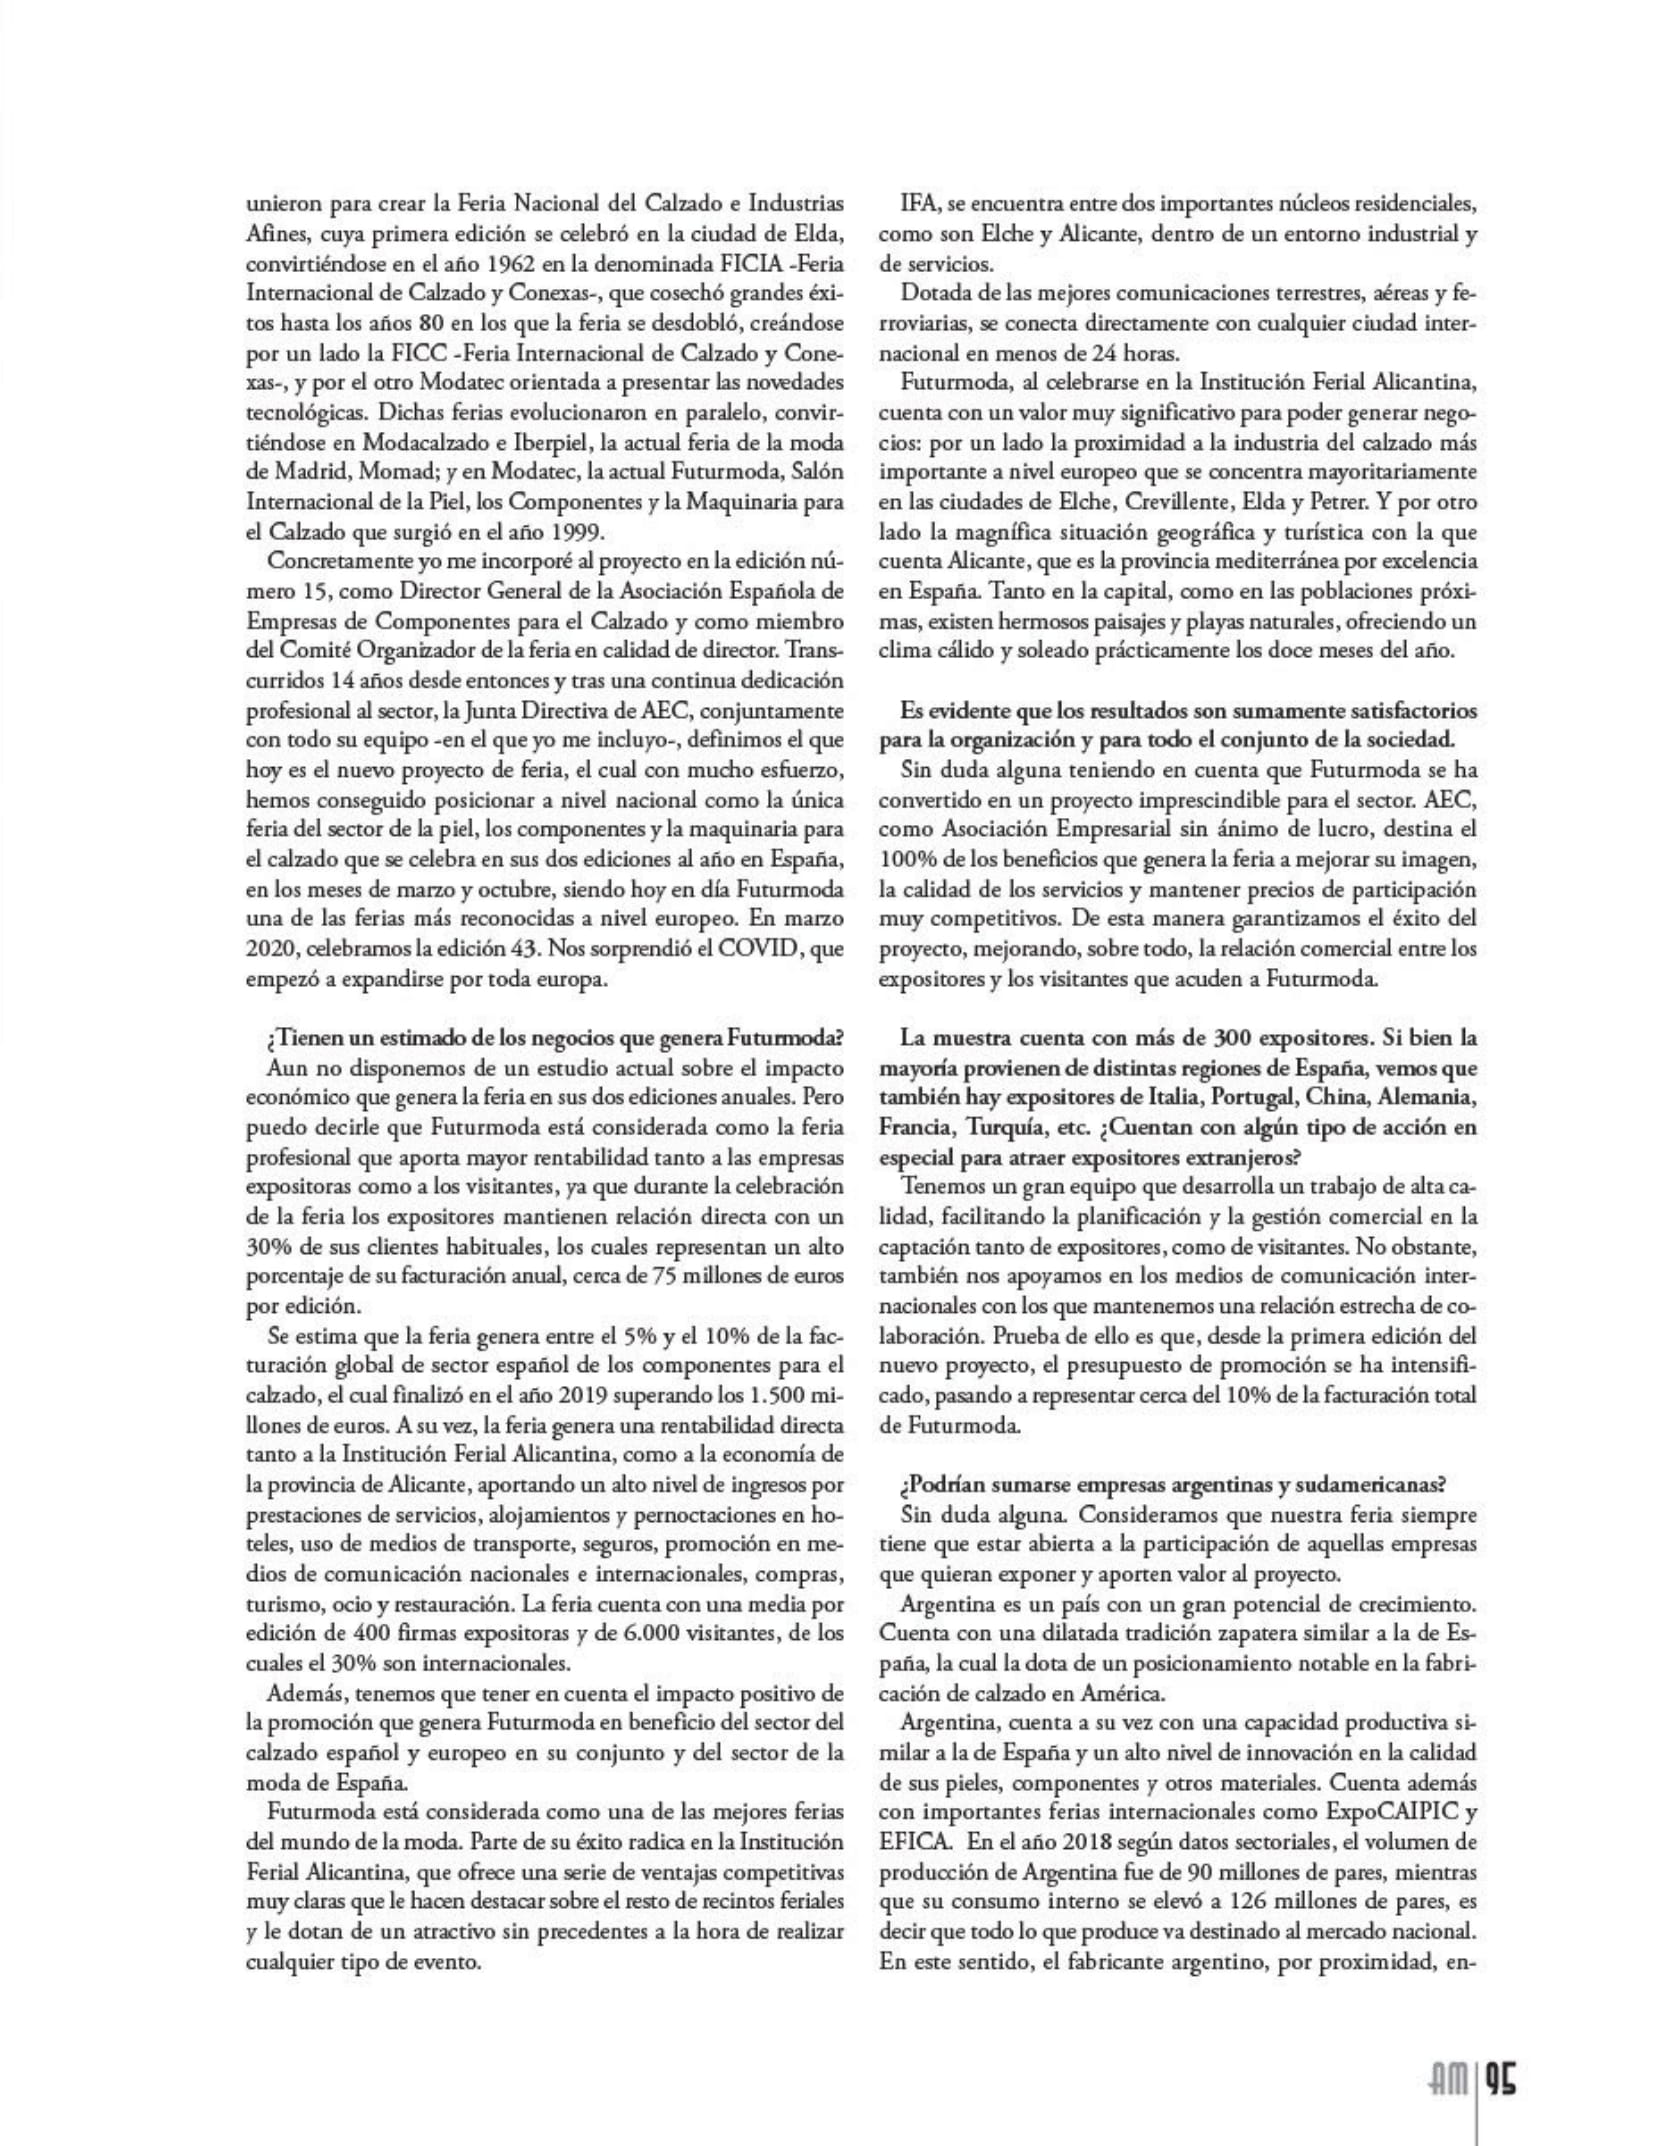 unieron para crear la Feria Nacional del Calzado e Industrias
Afines, cuya primera edición se celebró en la ciudad de Elda,
convirtiéndose en el año 1962 en la denominada FICIA -Feria
Internacional de Calzado y Conexas-, que cosechó grandes éxi-
tos hasta los años 80 en los que la feria se desdobló, creándose
por un lado la FICC -Feria Internacional de Calzado y Cone-
xas-, y por el otro Modatec orientada a presentar las novedades
tecnológicas. Dichas ferias evolucionaron en paralelo, convir-
tiéndose en Modacalzado e Iberpiel, la actual feria de la moda
de Madrid, Momad; y en Modatec, la actual Futurmoda, Salón
Internacional de la Piel, los Componentes y la Maquinaria para
el Calzado que surgió en el año 1999.
Concretamente yo me incorporé al proyecto en la edición nú-
mero 15, como Director General de la Asociación Española de
Empresas de Componentes para el Calzado y como miembro
del Comité Organizador de la feria en calidad de director. Trans-
curridos 14 años desde entonces y tras una continua dedicación
profesional al sector, la Junta Directiva de AEC, conjuntamente
con todo su equipo -en el que yo me incluyo-, definimos el que
hoy es el nuevo proyecto de feria, el cual con mucho esfuerzo,
hemos conseguido posicionar a nivel nacional como la única
feria del sector de la piel, los componentes y la maquinaria para
el calzado que se celebra en sus dos ediciones al año en España,
en los meses de marzo y octubre, siendo hoy en día Futurmoda
una de las ferias más reconocidas a nivel europeo. En marzo
2020, celebramos la edición 43. Nos sorprendió el COVID, que
empezó a expandirse por toda europa.
¿Tienen un estimado de los negocios que genera Futurmoda?
Aun no disponemos de un estudio actual sobre el impacto
económico que genera la feria en sus dos ediciones anuales. Pero
puedo decirle que Futurmoda está considerada como la feria
profesional que aporta mayor rentabilidad tanto a las empresas
expositoras como a los visitantes, ya que durante la celebración
de la feria los expositores mantienen relación directa con un
30% de sus clientes habituales, los cuales representan un alto
porcentaje de su facturación anual, cerca de 75 millones de euros
por edición.
Se estima que la feria genera entre el 5% y el 10% de la fac-
turación global de sector español de los componentes para el
calzado, el cual finalizó en el año 2019 superando los 1.500 mi-
llones de euros. A su vez, la feria genera una rentabilidad directa
tanto a la Institución Ferial Alicantina, como a la economía de
la provincia de Alicante, aportando un alto nivel de ingresos por
prestaciones de servicios, alojamientos y pernoctaciones en ho-
teles, uso de medios de transporte, seguros, promoción en me-
dios de comunicación nacionales e internacionales, compras,
turismo, ocio y restauración. La feria cuenta con una media por
edición de 400 firmas expositoras y de 6.000 visitantes, de los
cuales el 30% son internacionales.
Además, tenemos que tener en cuenta el impacto positivo de
la promoción que genera Futurmoda en beneficio del sector del
calzado español y europeo en su conjunto y del sector de la
moda de España.
Futurmoda está considerada como una de las mejores ferias
del mundo de la moda. Parte de su éxito radica en la Institución
Ferial Alicantina, que ofrece una serie de ventajas competitivas
muy claras que le hacen destacar sobre el resto de recintos feriales
y le dotan de un atractivo sin precedentes a la hora de realizar
cualquier tipo de evento.
IFA, se encuentra entre dos importantes núcleos residenciales,
como son Elche y Alicante, dentro de un entorno industrial y
de servicios.
Dotada de las mejores comunicaciones terrestres, aéreas y fe-
rroviarias, se conecta directamente con cualquier ciudad inter-
nacional en menos de 24 horas.
Futurmoda, al celebrarse en la Institución Ferial Alicantina,
cuenta con un valor muy significativo para poder generar nego-
cios: por un lado la proximidad a la industria del calzado más
importante a nivel europeo que se concentra mayoritariamente
en las ciudades de Elche, Crevillente, Elda y Petrer. Y por otro
lado la magnífica situación geográfica y turística con la que
cuenta Alicante, que es la provincia mediterránea por excelencia
en España. Tanto en la capital, como en las poblaciones próxi-
mas, existen hermosos paisajes y playas naturales, ofreciendo un
clima cálido y soleado prácticamente los doce meses del año.
Es evidente que los resultados son sumamente satisfactorios
para la organización y para todo el conjunto de la sociedad.
Sin duda alguna teniendo en cuenta que Futurmoda se ha
convertido en un proyecto imprescindible para el sector. AEC,
como Asociación Empresarial sin ánimo de lucro, destina el
100% de los beneficios que genera la feria a mejorar su imagen,
la calidad de los servicios y mantener precios de participación
muy competitivos. De esta manera garantizamos el éxito del
proyecto, mejorando, sobre todo, la relación comercial entre los
expositores y los visitantes que acuden a Futurmoda.
La muestra cuenta con más de 300 expositores. Si bien la
mayoría provienen de distintas regiones de España, vemos que
también hay expositores de Italia, Portugal, China, Alemania,
Francia, Turquía, etc. ¿Cuentan con algún tipo de acción en
especial para atraer expositores extranjeros?
Tenemos un gran equipo que desarrolla un trabajo de alta ca-
lidad, facilitando la planificación y la gestión comercial en la
captación tanto de expositores, como de visitantes. No obstante,
también nos apoyamos en los medios de comunicación inter-
nacionales con los que mantenemos una relación estrecha de co-
laboración. Prueba de ello es que, desde la primera edición del
nuevo proyecto, el presupuesto de promoción se ha intensifi-
cado, pasando a representar cerca del 10% de la facturación total
de Futurmoda.
¿Podrían sumarse empresas argentinas y sudamericanas?
Sin duda alguna. Consideramos que nuestra feria siempre
tiene que estar abierta a la participación de aquellas empresas
que quieran exponer y aporten valor al proyecto.
Argentina es un país con un gran potencial de crecimiento.
Cuenta con una dilatada tradición zapatera similar a la de Es-
paña, la cual la dota de un posicionamiento notable en la fabri-
cación de calzado en América.
Argentina, cuenta a su vez con una capacidad productiva si-
milar a la de España y un alto nivel de innovación en la calidad
de sus pieles, componentes y otros materiales. Cuenta además
con importantes ferias internacionales como ExpoCAIPIC y
EFICA. En el año 2018 según datos sectoriales, el volumen de
producción de Argentina fue de 90 millones de pares, mientras
que su consumo interno se elevó a 126 millones de pares, es
decir que todo lo que produce va destinado al mercado nacional.
En este sentido, el fabricante argentino, por proximidad, en-
AM 95